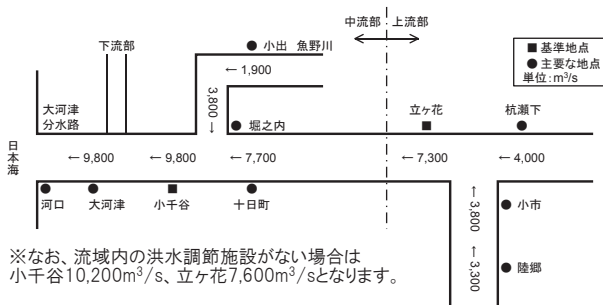 中流部 上流部
下流部
小出 魚野川
■ 基準地点
● 主要な地点
単位:m³/s
← 1,900
3,800 →
大河津
分水路
堀之内
立ヶ花
杭瀬下
日本海
← 9,800
← 9,800
← 7,700
← 7,300
← 4,000
河口
大河津
小千谷
十日町
← 3,800
小市
← 3,300
陸郷
※なお、流域内の洪水調節施設がない場合は
小千谷10,200m³/s、立ヶ花7,600m³/sとなります。